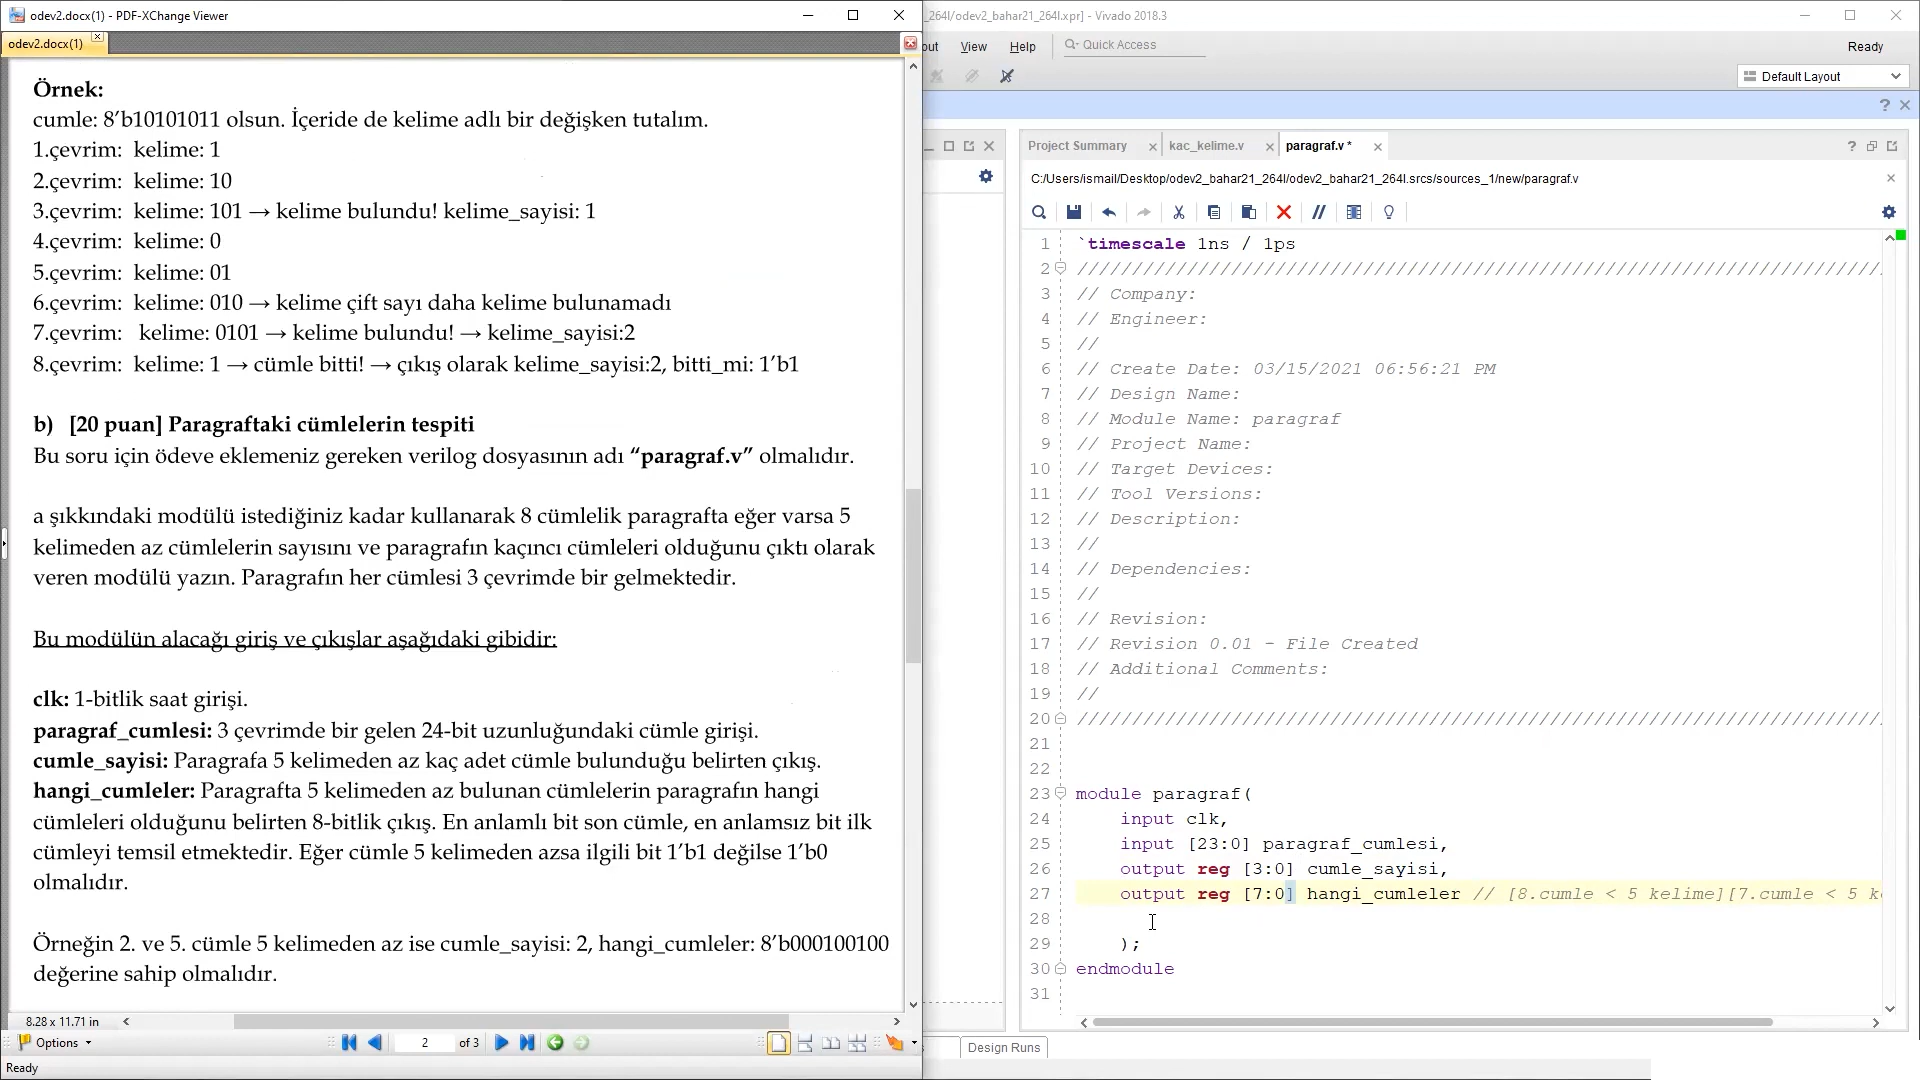 odev2.docx(1) - PDF-XChange Viewer
odev2.docx(1)
Örnek:
cumle: 8’b10101011 olsun. İçeride de kelime adlı bir değişken tutalım.
1.çevrim: kelime: 1
2.çevrim: kelime: 10
3.çevrim: kelime: 101 → kelime bulundu! kelime_sayisi: 1
4.çevrim: kelime: 0
5.çevrim: kelime: 01
6.çevrim: kelime: 010 → kelime çift sayı daha kelime bulunamadı
7.çevrim: kelime: 0101 → kelime bulundu! → kelime_sayisi:2
8.çevrim: kelime: 1 → cümle bitti! → çıkış olarak kelime_sayisi:2, bitti_mi: 1’b1
b) [20 puan] Paragraftaki cümlelerin tespiti
Bu soru için ödeve eklemeniz gereken verilog dosyasının adı “paragraf.v” olmalıdır.
a şıkkındaki modülü istediğiniz kadar kullanarak 8 cümlelik paragrafta eğer varsa 5
kelimeden az cümlelerin sayısını ve paragrafın kaçıncı cümleleri olduğunu çıktı olarak
veren modülü yazın. Paragrafın her cümlesi 3 çevrimde bir gelmektedir.
Bu modülün alacağı giriş ve çıkışlar aşağıdaki gibidir:
clk: 1-bitlik saat girişi.
paragraf_cumlesi: 3 çevrimde bir gelen 24-bit uzunluğundaki cümle girişi.
cumle_sayisi: Paragrafa 5 kelimeden az kaç adet cümle bulunduğu belirten çıkış.
hangi_cumleler: Paragrafta 5 kelimeden az bulunan cümlelerin paragrafın hangi
cümleleri olduğunu belirten 8-bitlik çıkış. En anlamlı bit son cümle, en anlamsız bit ilk
cümleyi temsil etmektedir. Eğer cümle 5 kelimeden azsa ilgili bit 1’b1 değilse 1’b0
olmalıdır.
Örneğin 2. ve 5. cümle 5 kelimeden az ise cumle_sayisi: 2, hangi_cumleler: 8’b000100100
değerine sahip olmalıdır.
8.28 x 11.71 in
Options
2 of 3
Ready
_264l/odev2_bahar21_264l.xpr] - Vivado 2018.3
out View Help Quick Access
Ready
Default Layout
Project Summary kac_kelime.v paragraf.v *
C:/Users/ismail/Desktop/odev2_bahar21_264l/odev2_bahar21_264l.srcs/sources_1/new/paragraf.v
1 `timescale 1ns / 1ps
2 //////////////////////////////////////////////////////////////////////////
3 // Company:
4 // Engineer:
5 //
6 // Create Date: 03/15/2021 06:56:21 PM
7 // Design Name:
8 // Module Name: paragraf
9 // Project Name:
10 // Target Devices:
11 // Tool Versions:
12 // Description:
13 //
14 // Dependencies:
15 //
16 // Revision:
17 // Revision 0.01 - File Created
18 // Additional Comments:
19 //
20 //////////////////////////////////////////////////////////////////////////
21
22
23 module paragraf(
24 input clk,
25 input [23:0] paragraf_cumlesi,
26 output reg [3:0] cumle_sayisi,
27 output reg [7:0] hangi_cumleler // [8.cumle < 5 kelime][7.cumle < 5 k
28
29 );
30 endmodule
31
Design Runs